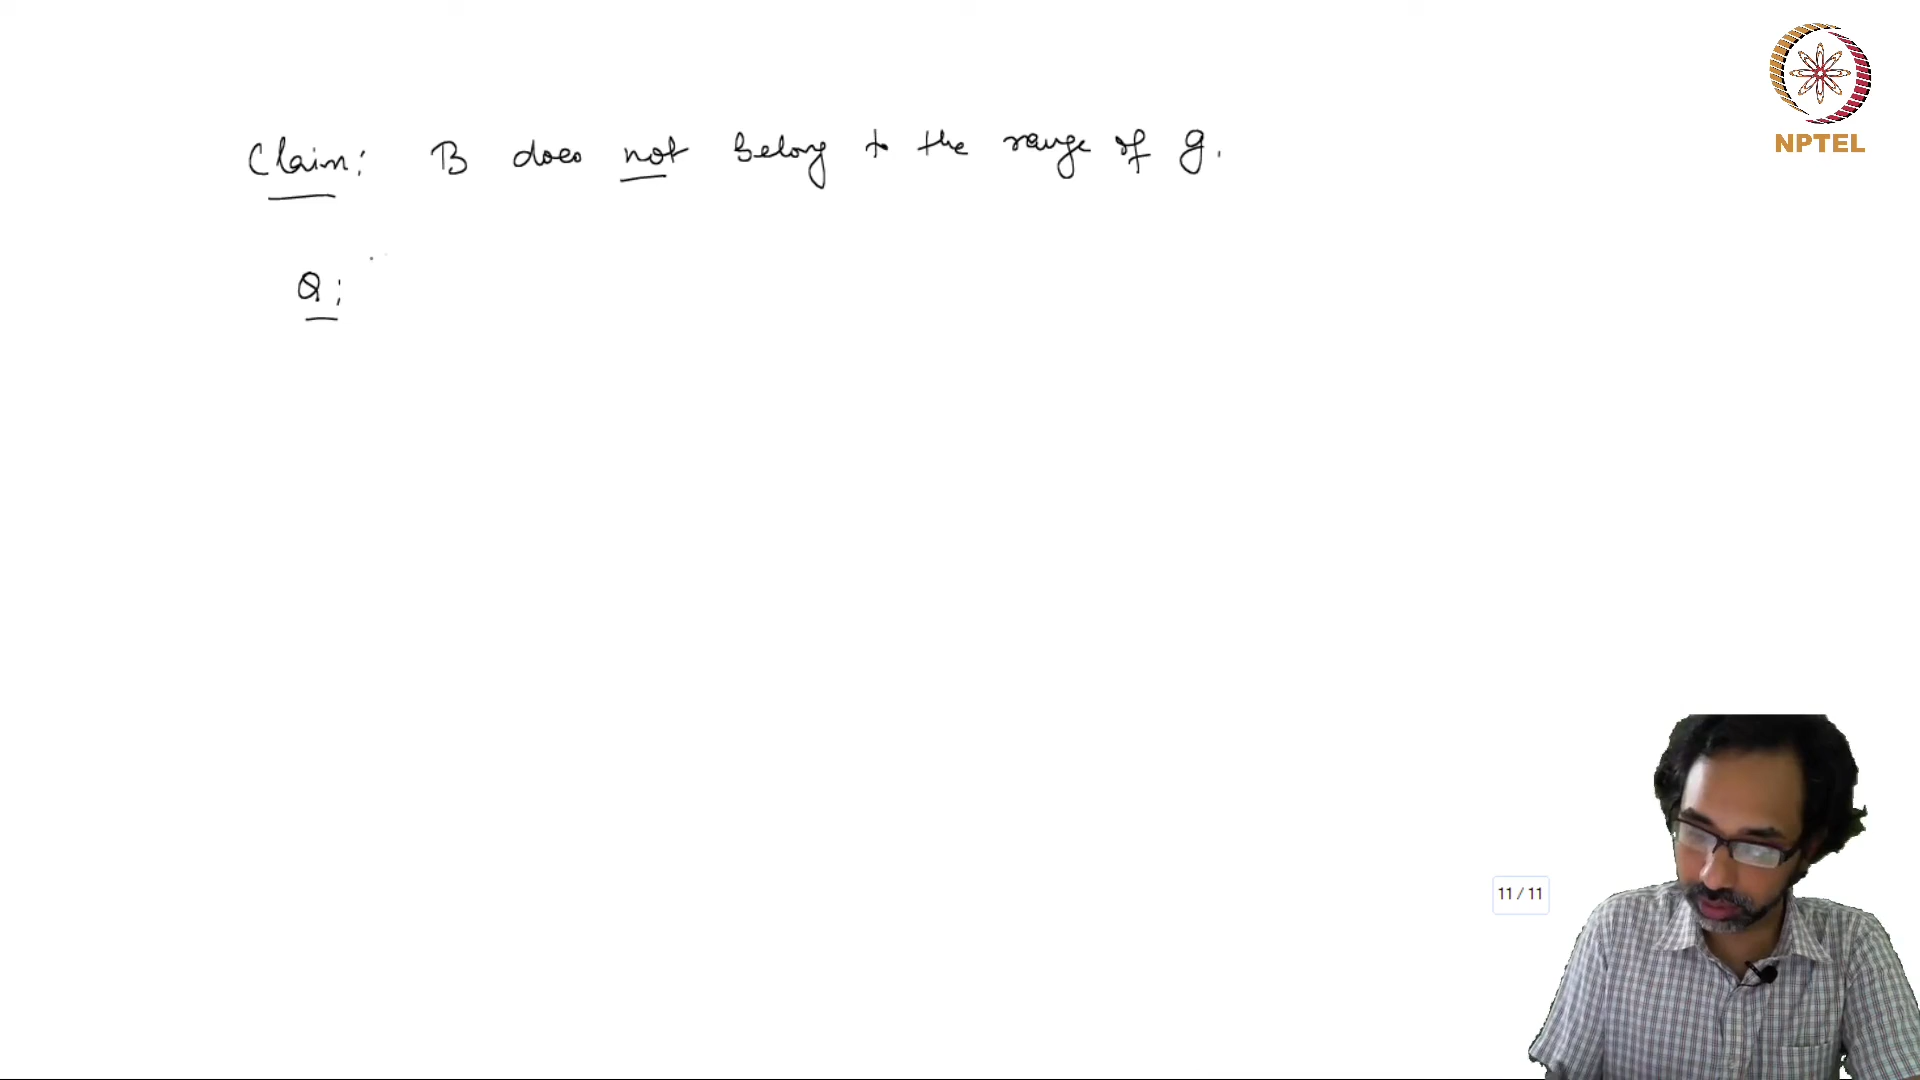 NPTEL
Claim: B does not belong to the range of g.
Q:
11 / 11